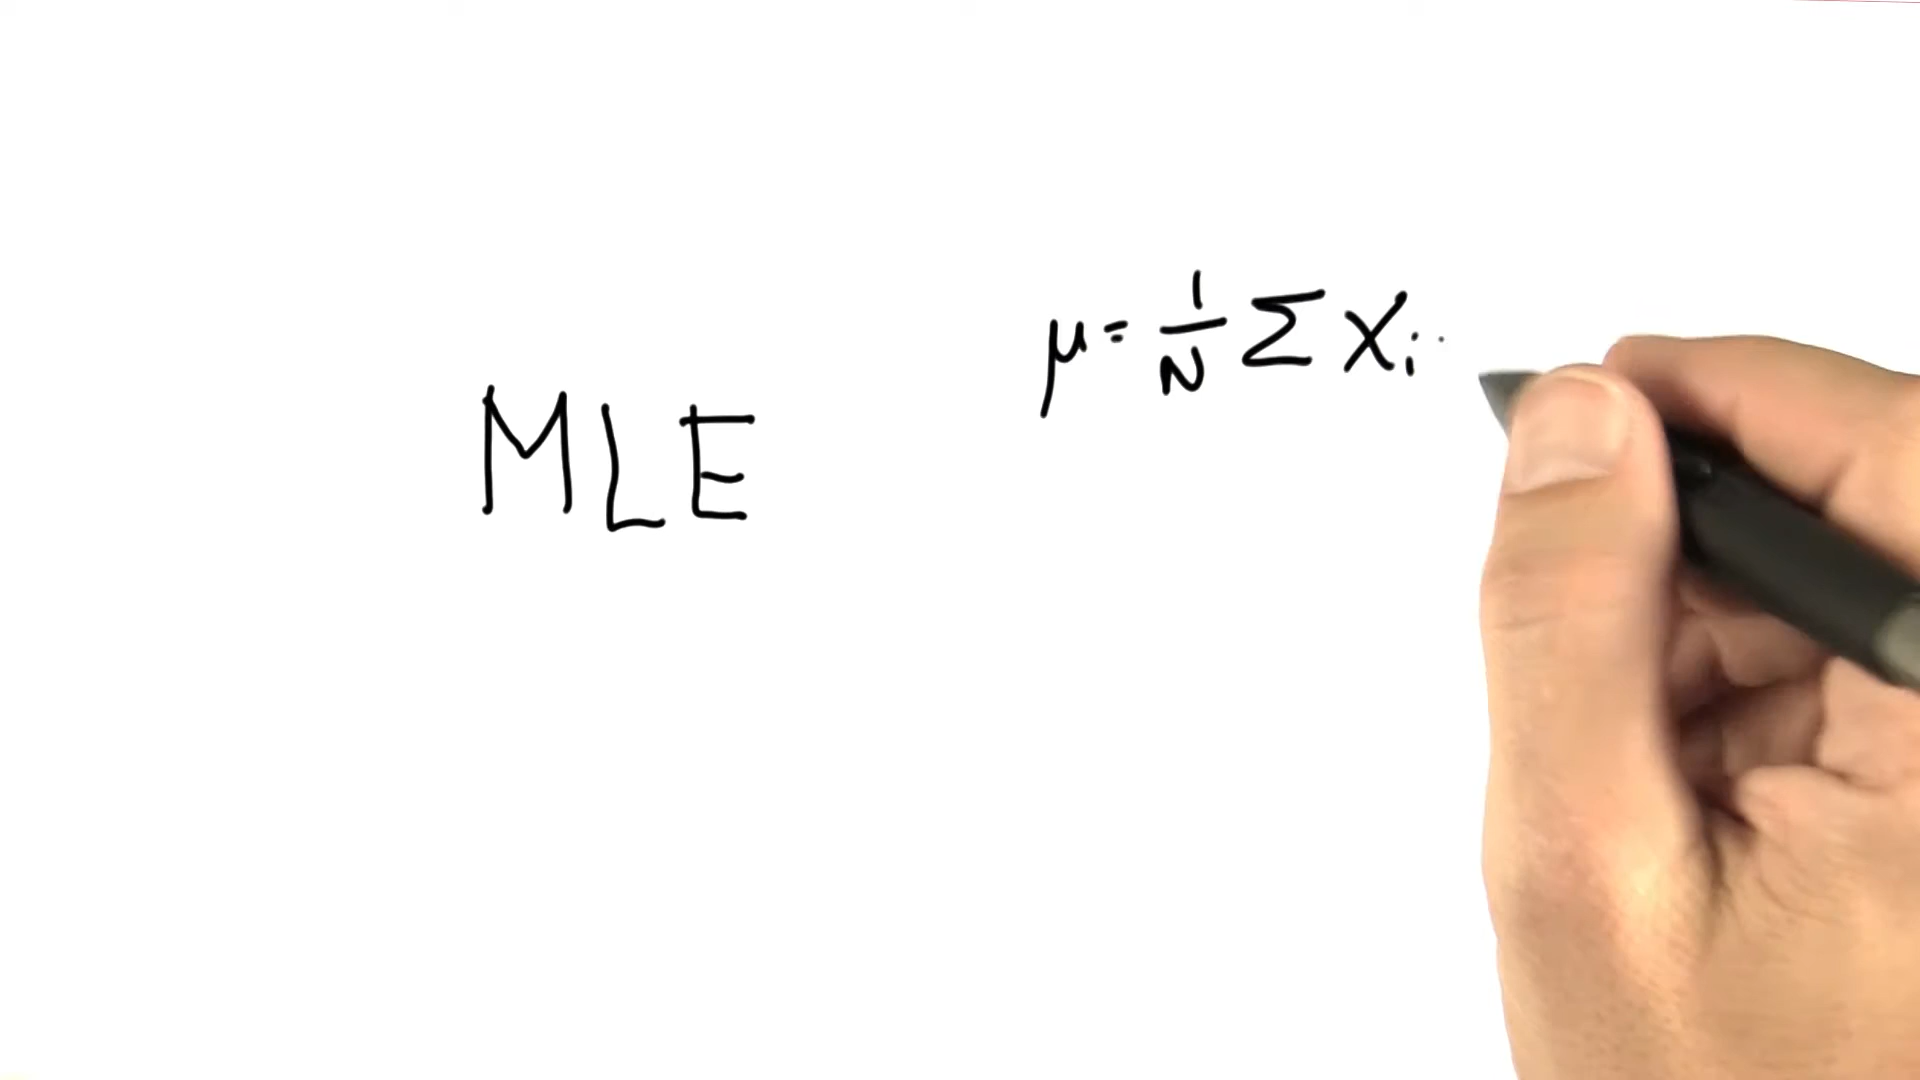 MLE
μ = 1/N Σ Xi